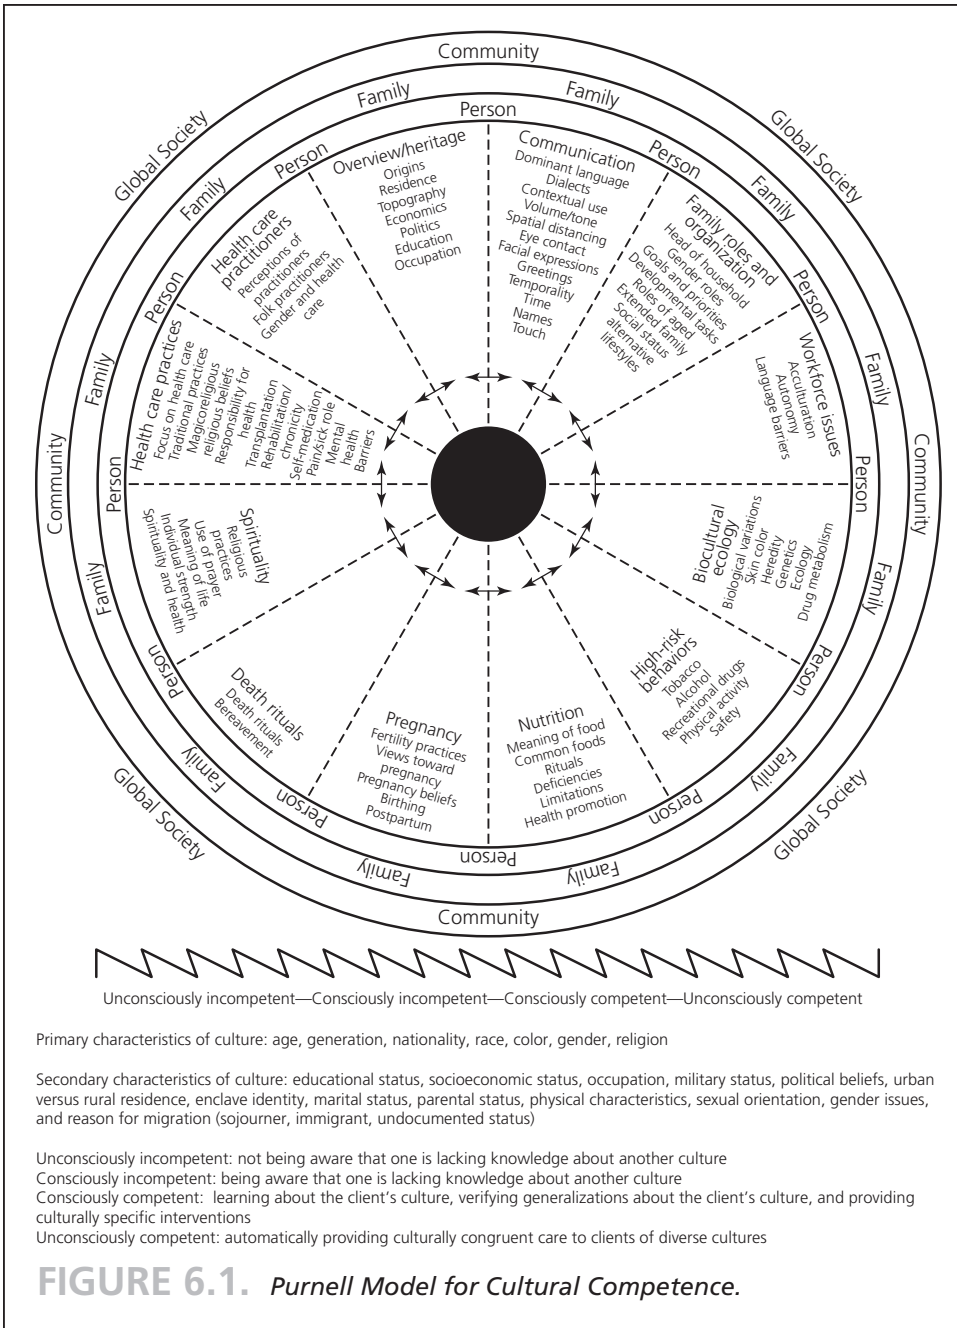 Community
Global Society
Global Society
Family
Family
Person
Person
Person
Family
Family
Overview/heritage
Origins
Residence
Topography
Economics
Politics
Education
Occupation
Communication
Dominant language
Dialects
Contextual use
Volume/tone
Spatial distancing
Eye contact
Facial expressions
Greetings
Temporality
Time
Names
Touch
Family roles and
organization
Head of household
Gender roles
Goals and priorities
Developmental tasks
Roles of aged
Extended family
Social status
alternative
lifestyles
Person
Workforce issues
Acculturation
Autonomy
Language barriers
Family
Community
Person
Biocultural
ecology
Biological variations
Skin color
Heredity
Genetics
Ecology
Drug metabolism
Family
Person
High-risk
behaviors
Tobacco
Alcohol
Recreational drugs
Physical activity
Safety
Family
Global Society
Person
Nutrition
Meaning of food
Common foods
Rituals
Deficiencies
Limitations
Health promotion
Family
Person
Community
Pregnancy
Fertility practices
Views toward
pregnancy
Pregnancy beliefs
Birthing
Postpartum
Family
Person
Death rituals
Death rituals
Bereavement
Family
Global Society
Person
Spirituality
Religious
practices
Use of prayer
Meaning of life
Individual strength
Spirituality and health
Family
Person
Community
Health care practices
Focus on health care
Traditional practices
Magicoreligious
religious beliefs
Responsibility for
health
Transplantation
Rehabilitation/
chronicity
Self-medication
Pain/sick role
Mental
health
Barriers
Family
Person
Health care
practitioners
Perceptions of
practitioners
Folk practitioners
Gender and health
care
Unconsciously incompetent—Consciously incompetent—Consciously competent—Unconsciously competent
Primary characteristics of culture: age, generation, nationality, race, color, gender, religion
Secondary characteristics of culture: educational status, socioeconomic status, occupation, military status, political beliefs, urban
versus rural residence, enclave identity, marital status, parental status, physical characteristics, sexual orientation, gender issues,
and reason for migration (sojourner, immigrant, undocumented status)
Unconsciously incompetent: not being aware that one is lacking knowledge about another culture
Consciously incompetent: being aware that one is lacking knowledge about another culture
Consciously competent: learning about the client's culture, verifying generalizations about the client's culture, and providing
culturally specific interventions
Unconsciously competent: automatically providing culturally congruent care to clients of diverse cultures
FIGURE 6.1. Purnell Model for Cultural Competence.